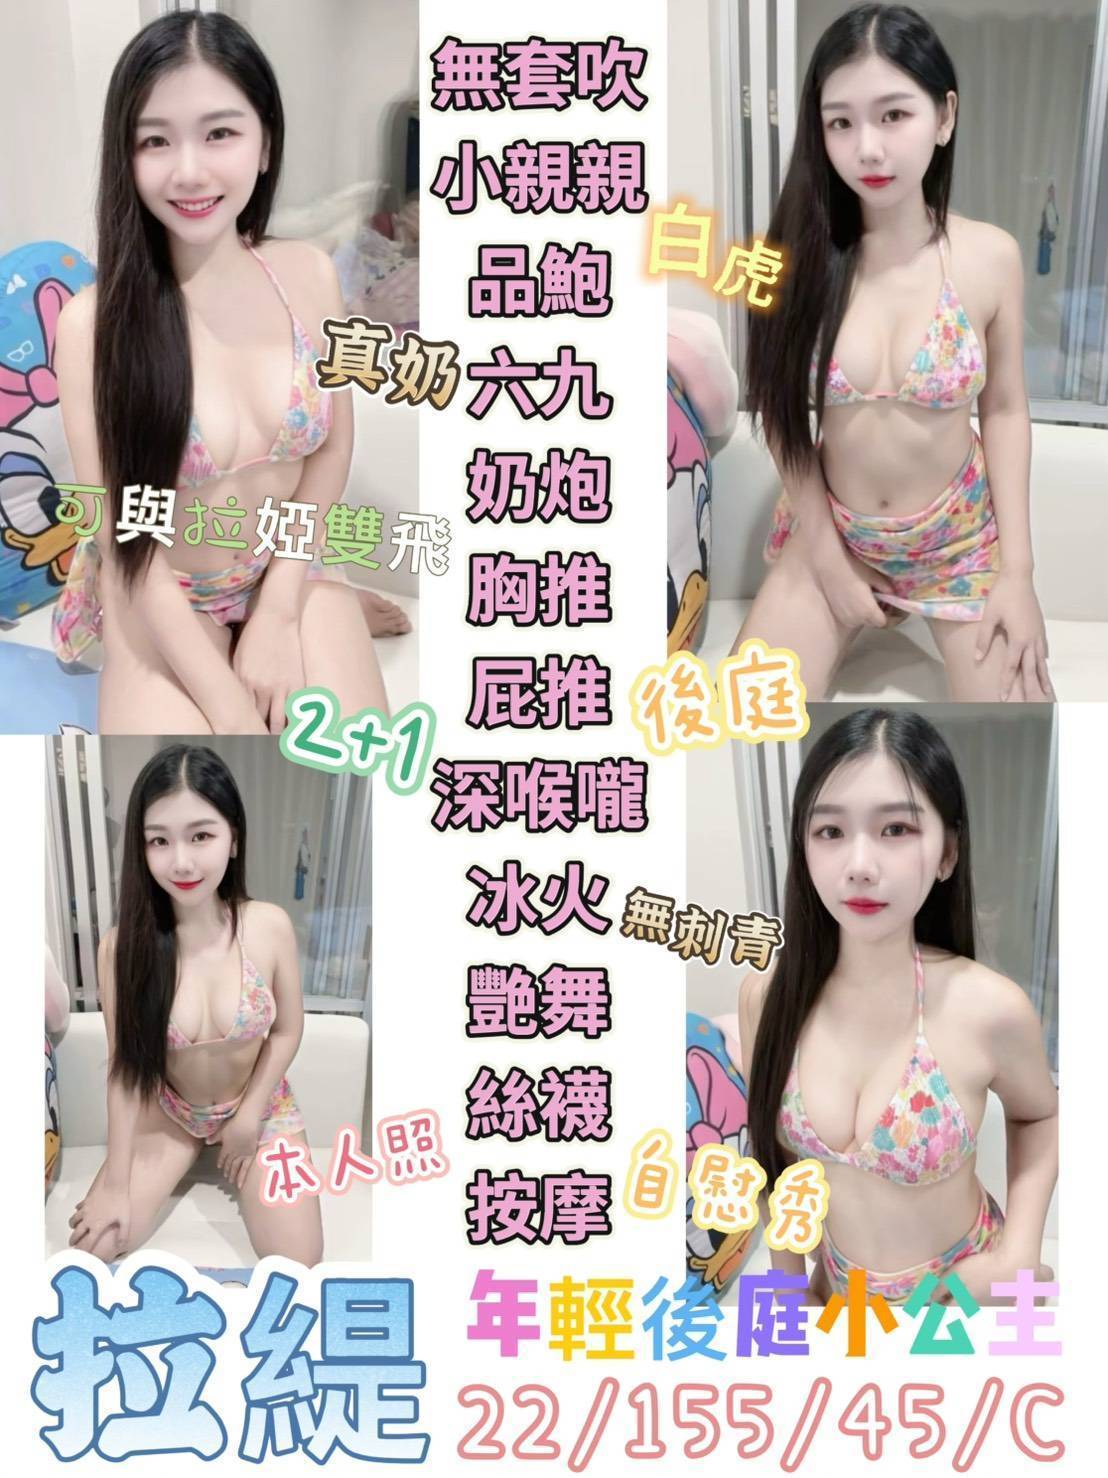 無套吹
小親親
白虎
品鮑
真奶
六九
奶炮
可與拉婭雙飛
胸推
屁推
後庭
2+1
深喉嚨
冰火
無刺青
艷舞
絲襪
本人照
按摩
自慰秀
拉緹
年輕後庭小公主
22/155/45/C